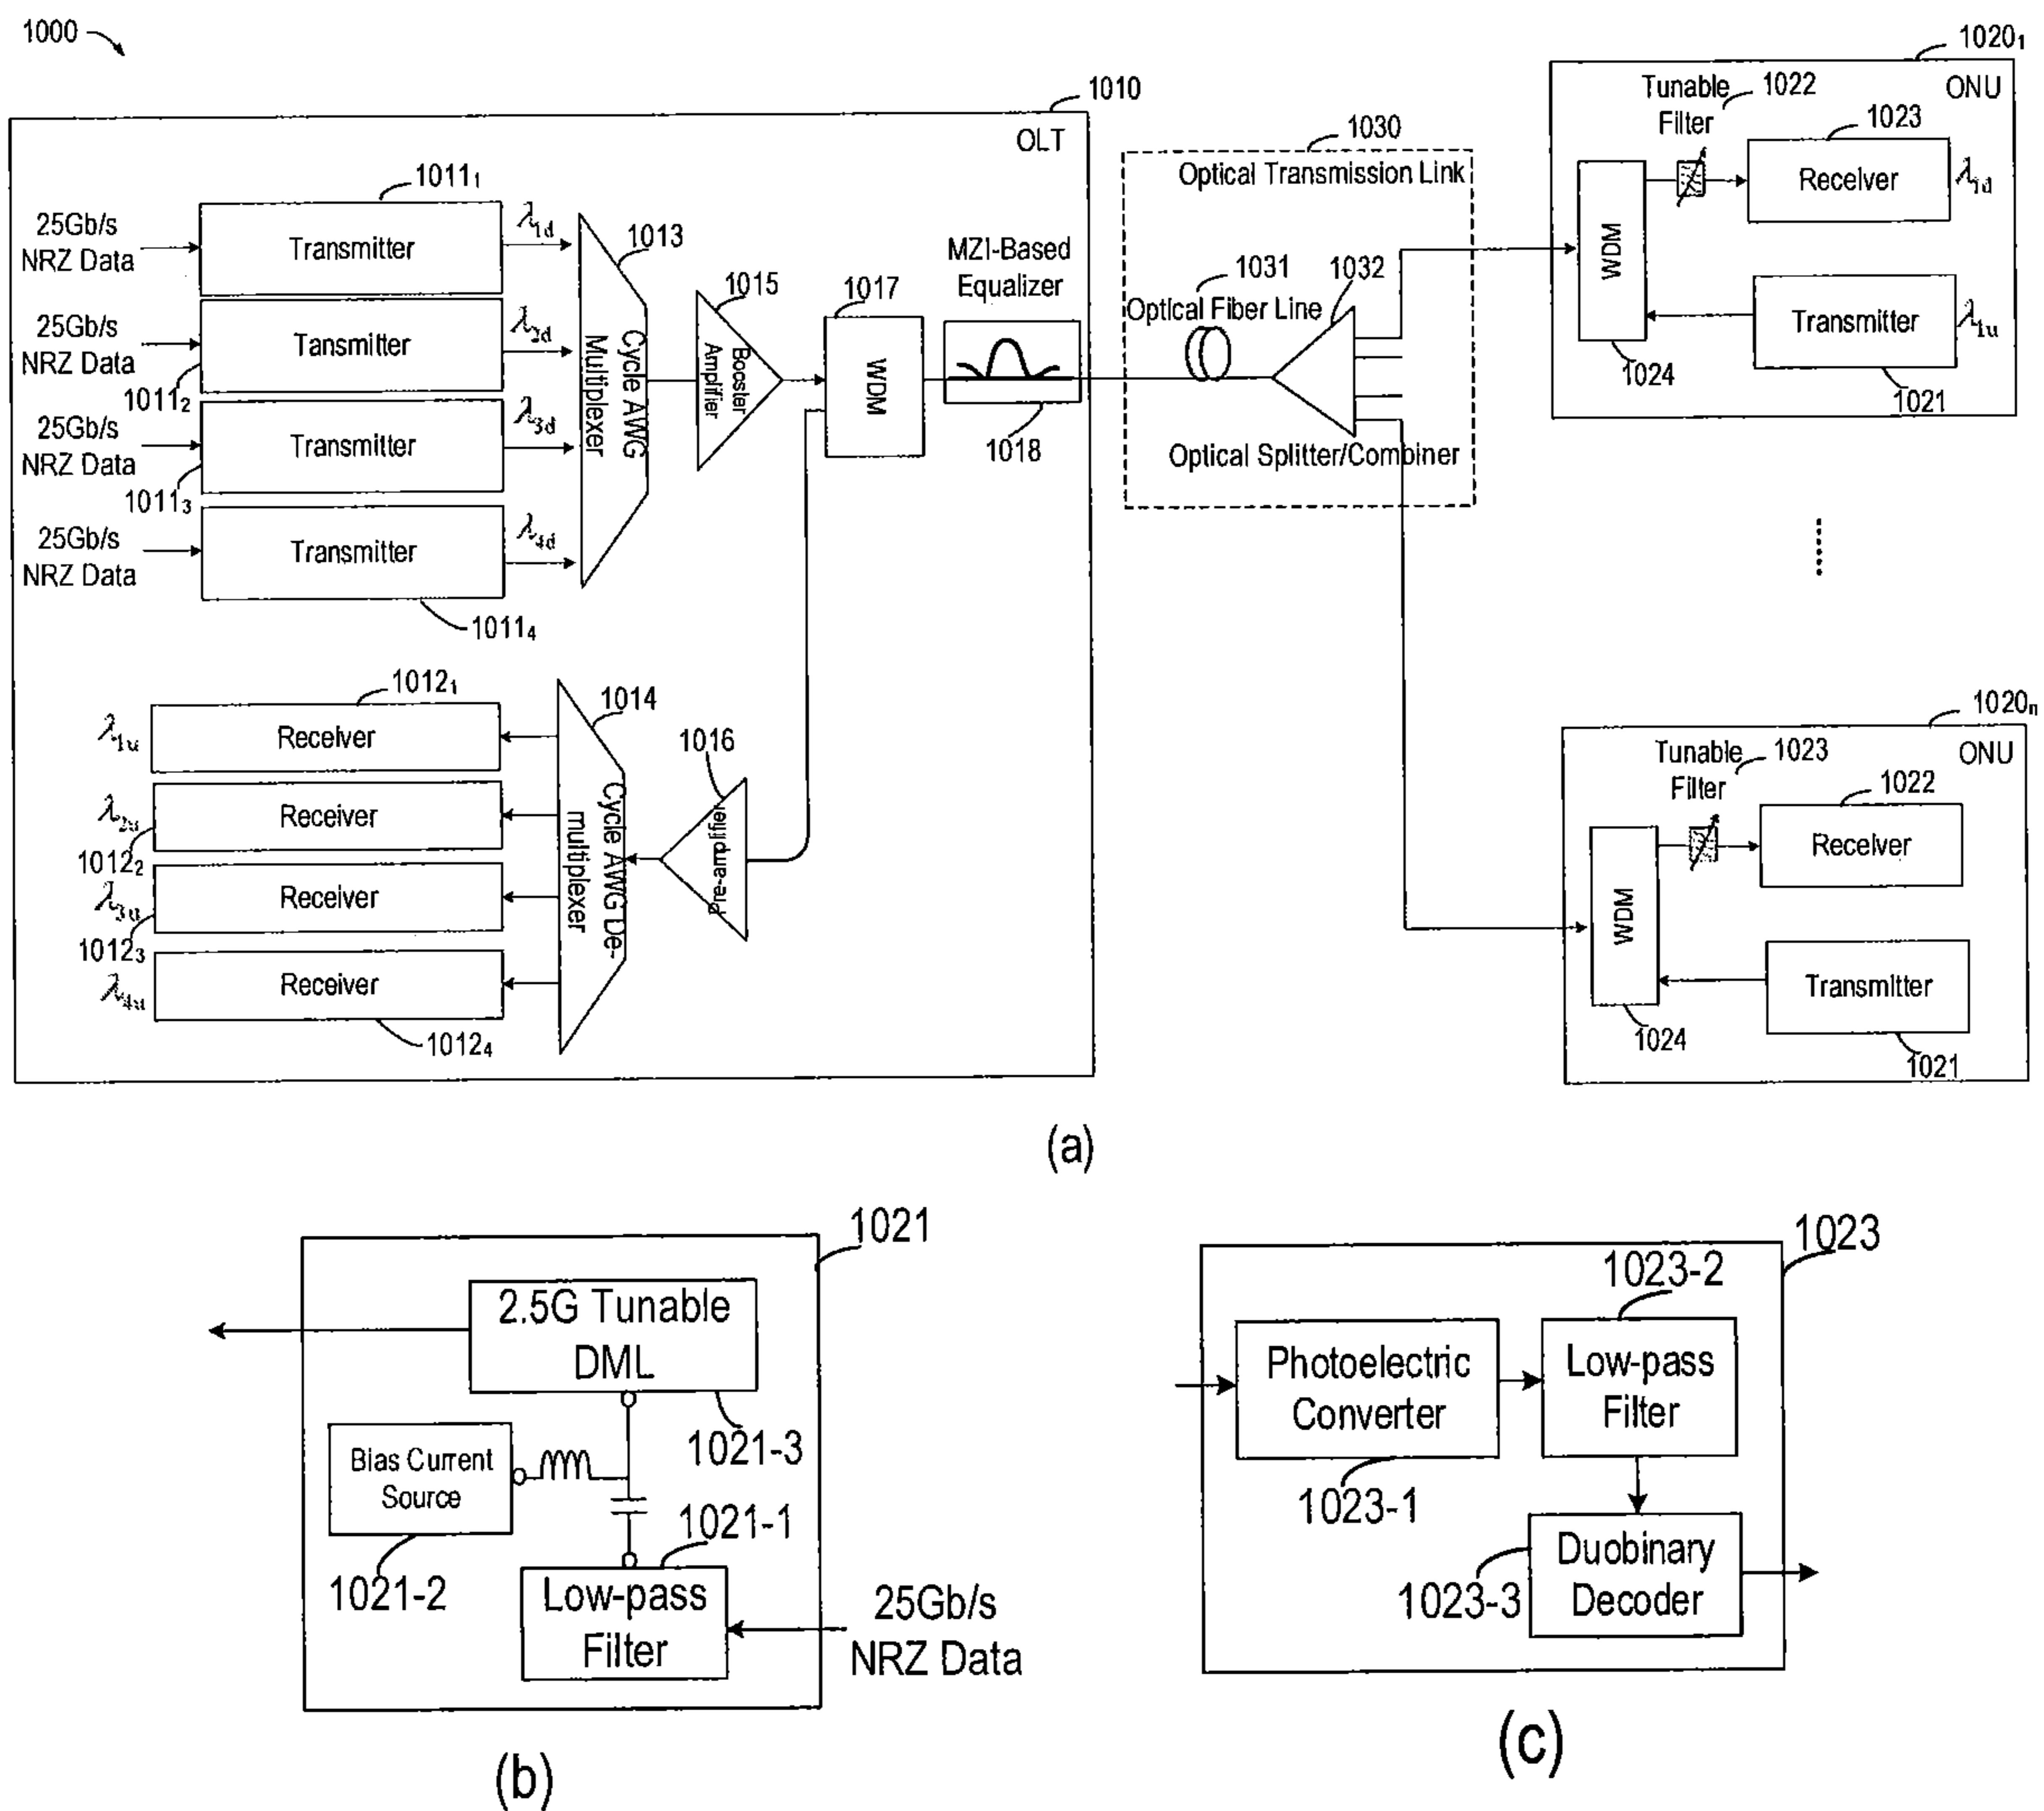 1000
1010
OLT
1011₁
25Gb/s
NRZ Data
Transmitter
λ1d
25Gb/s
NRZ Data
1011₂
Tansmitter
λ2d
25Gb/s
NRZ Data
1011₃
Transmitter
λ3d
25Gb/s
NRZ Data
Transmitter
λ4d
1011₄
1013
Cycle AWG
Multiplexer
1015
Booster
Amplifier
1017
WDM
MZI-Based
Equalizer
1018
1012₁
λ1u
Receiver
λ2u
1012₂
Receiver
λ3u
1012₃
Receiver
λ4u
Receiver
1012₄
1014
Cycle AWG De-
multiplexer
1016
Pre-amplifier
1030
Optical Transmission Link
1031
Optical Fiber Line
1032
Optical Splitter/Combiner
1020₁
ONU
Tunable
Filter
1022
1023
Receiver
λ1d
WDM
1024
Transmitter
λ1u
1021
1020n
ONU
Tunable
Filter
1023
1022
Receiver
WDM
1024
Transmitter
1021
(a)
1021
2.5G Tunable
DML
1021-3
Bias Current
Source
1021-2
1021-1
Low-pass
Filter
25Gb/s
NRZ Data
(b)
1023
1023-2
Photoelectric
Converter
1023-1
Low-pass
Filter
Duobinary
Decoder
1023-3
(c)